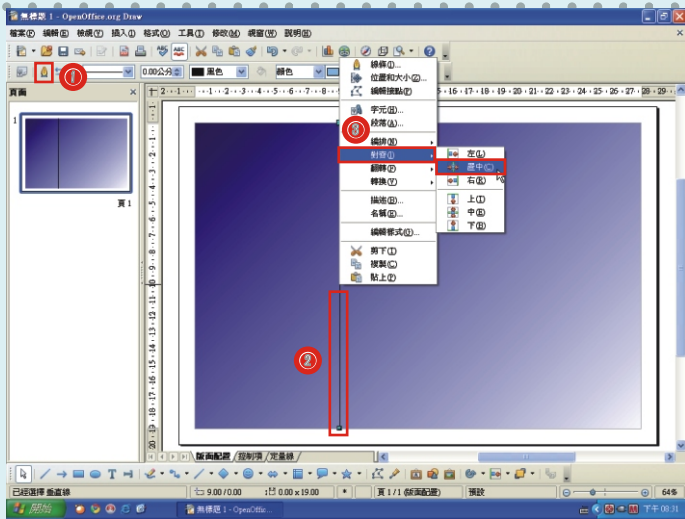 無標題 1 - OpenOffice.org Draw
檔案(F) 編輯(E) 檢視(V) 插入(I) 格式(O) 工具(T) 修改(M) 視窗(W) 說明(H)
① 0.00公分 黑色 顏色
頁面
1
頁 1
③
線條(I)...
位置和大小(Z)...
編輯接點(P)
字元(H)...
段落(A)...
編排(N)
對齊(I)
翻轉(F)
轉換(V)
描述(D)...
名稱(E)...
編輯樣式(Q)...
剪下(T)
複製(C)
貼上(P)
左(L)
置中(C)
右(R)
上(T)
中(E)
下(B)
②
版面配置 控制項 定量線
已經選擇 垂直線 9.00 / 0.00 0.00 x 19.00 * 頁 1 / 1 (版面配置) 預設 64%
開始 無標題 1 - OpenOffic... 下午 08:31